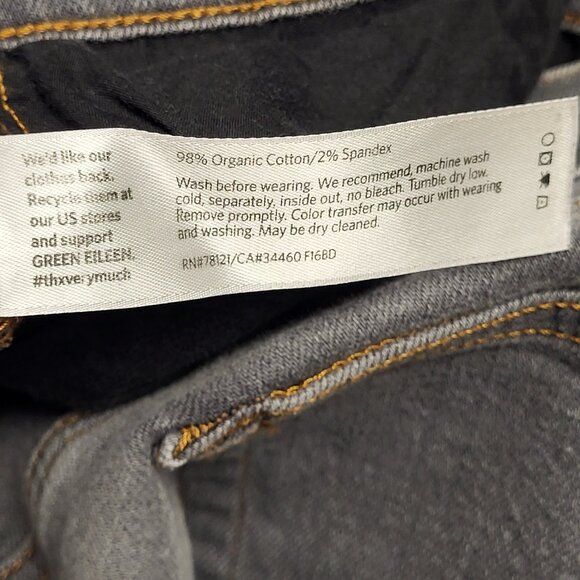 We'd like our
clothes back.
Recycle them at
our US stores
and support
GREEN EILEEN.
#thxverymuch
98% Organic Cotton/2% Spandex
Wash before wearing. We recommend, machine wash
cold, separately, inside out, no bleach. Tumble dry low.
Remove promptly. Color transfer may occur with wearing
and washing. May be dry cleaned.
RN#78121/CA#34460 F16BD